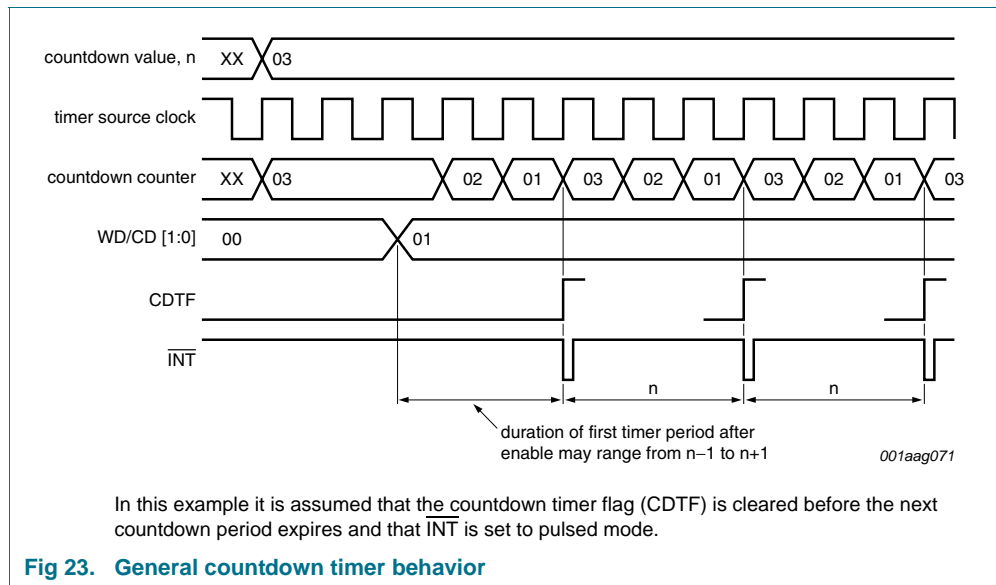 countdown value, n XX 03
timer source clock
countdown counter XX 03 02 01 03 02 01 03 02 01 03
WD/CD [1:0] 00 01
CDTF
INT
n n
duration of first timer period after
enable may range from n−1 to n+1
001aag071
In this example it is assumed that the countdown timer flag (CDTF) is cleared before the next
countdown period expires and that INT is set to pulsed mode.
Fig 23. General countdown timer behavior